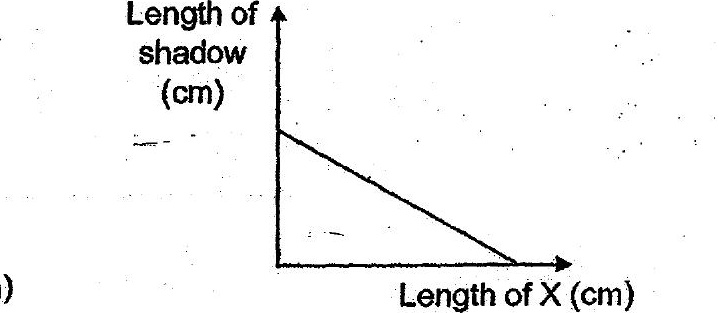 Length of
shadow
(cm)
)
Length of X (cm)